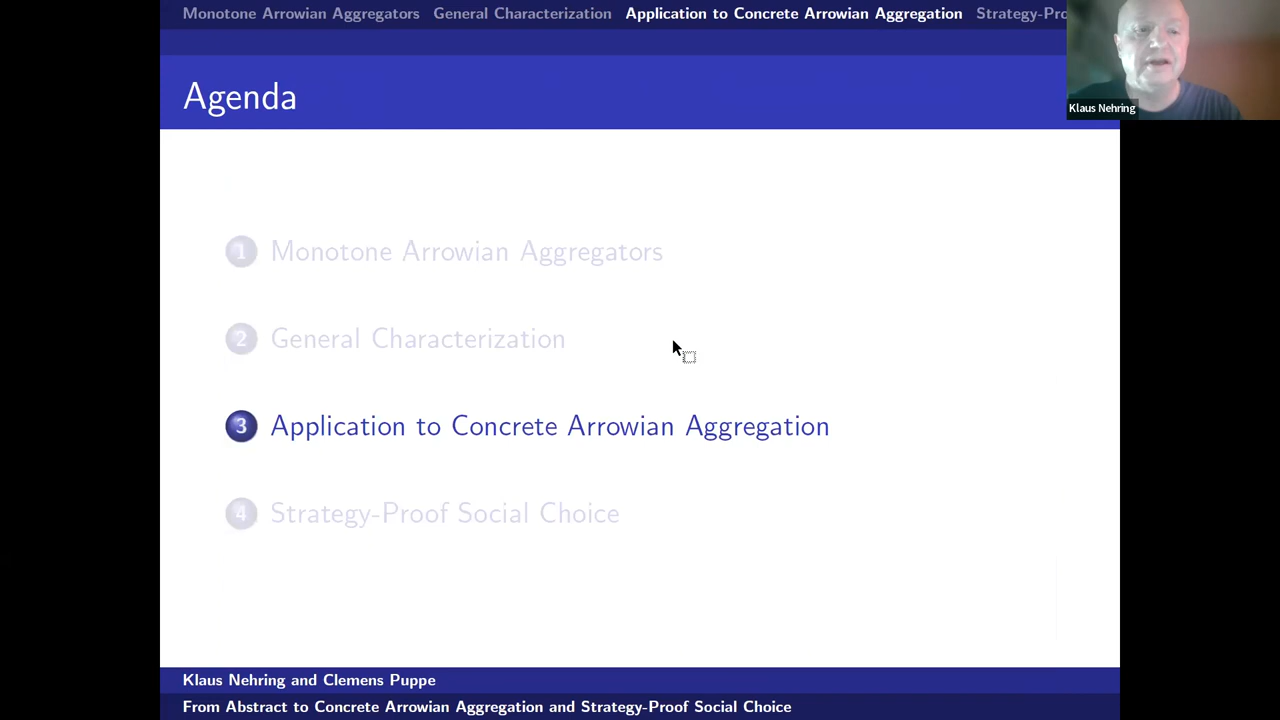 Monotone Arrowian Aggregators General Characterization Application to Concrete Arrowian Aggregation Strategy-Pro
Klaus Nehring
Agenda
1 Monotone Arrowian Aggregators
2 General Characterization
3 Application to Concrete Arrowian Aggregation
4 Strategy-Proof Social Choice
Klaus Nehring and Clemens Puppe
From Abstract to Concrete Arrowian Aggregation and Strategy-Proof Social Choice